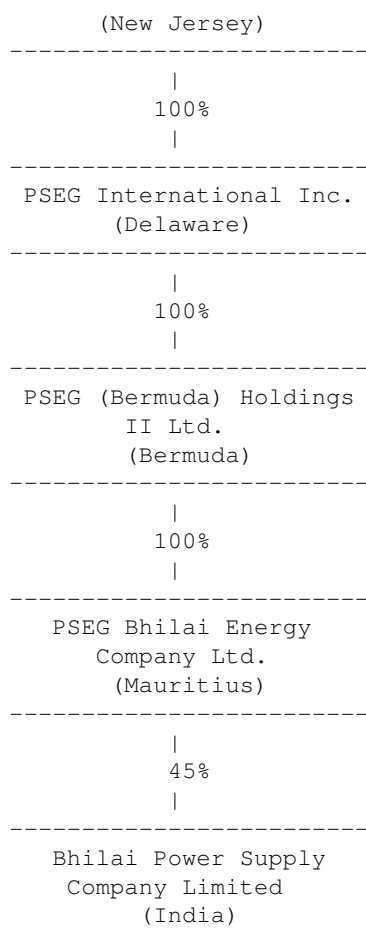 (New Jersey)
-------------------------
|
100%
|
-------------------------
PSEG International Inc.
(Delaware)
-------------------------
|
100%
|
-------------------------
PSEG (Bermuda) Holdings
II Ltd.
(Bermuda)
-------------------------
|
100%
|
-------------------------
PSEG Bhilai Energy
Company Ltd.
(Mauritius)
-------------------------
|
45%
|
-------------------------
Bhilai Power Supply
Company Limited
(India)